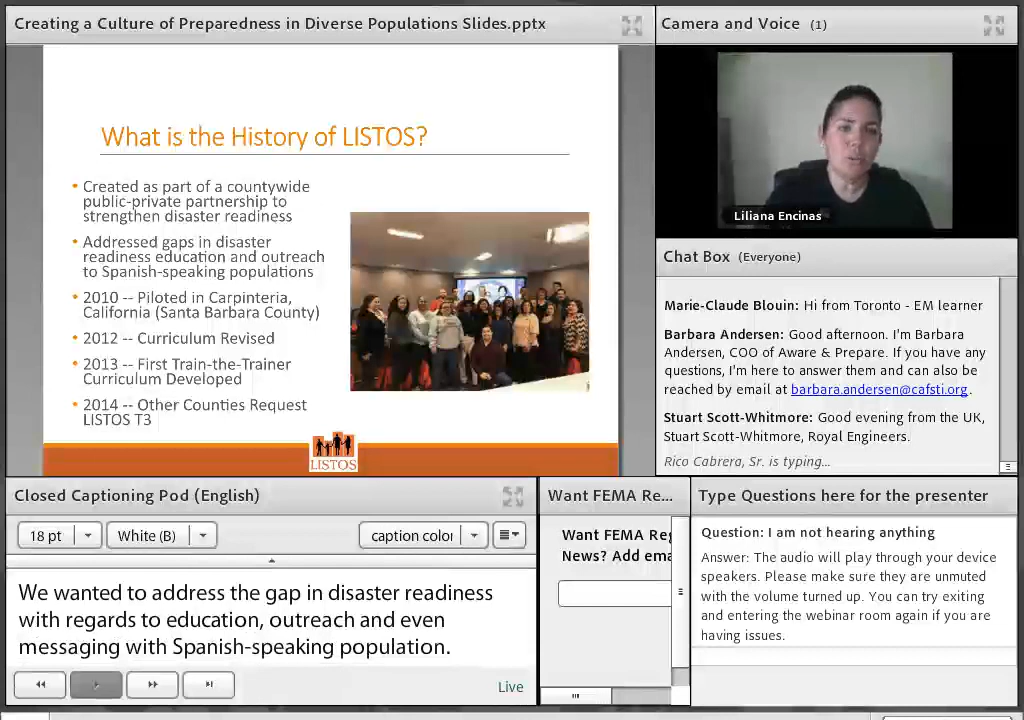 Creating a Culture of Preparedness in Diverse Populations Slides.pptx
What is the History of LISTOS?
• Created as part of a countywide
public-private partnership to
strengthen disaster readiness
• Addressed gaps in disaster
readiness education and outreach
to Spanish-speaking populations
• 2010 -- Piloted in Carpinteria,
California (Santa Barbara County)
• 2012 -- Curriculum Revised
• 2013 -- First Train-the-Trainer
Curriculum Developed
• 2014 -- Other Counties Request
LISTOS T3
LISTOS
Camera and Voice (1)
Liliana Encinas
Chat Box (Everyone)
Marie-Claude Blouin: Hi from Toronto - EM learner
Barbara Andersen: Good afternoon. I'm Barbara
Andersen, COO of Aware & Prepare. If you have any
questions, I'm here to answer them and can also be
reached by email at barbara.andersen@cafsti.org.
Stuart Scott-Whitmore: Good evening from the UK,
Stuart Scott-Whitmore, Royal Engineers.
Rico Cabrera, Sr. is typing...
Closed Captioning Pod (English)
18 pt
White (B)
caption color
We wanted to address the gap in disaster readiness
with regards to education, outreach and even
messaging with Spanish-speaking population.
Live
Want FEMA Re...
Want FEMA Reg
News? Add ema
Type Questions here for the presenter
Question: I am not hearing anything
Answer: The audio will play through your device
speakers. Please make sure they are unmuted
with the volume turned up. You can try exiting
and entering the webinar room again if you are
having issues.